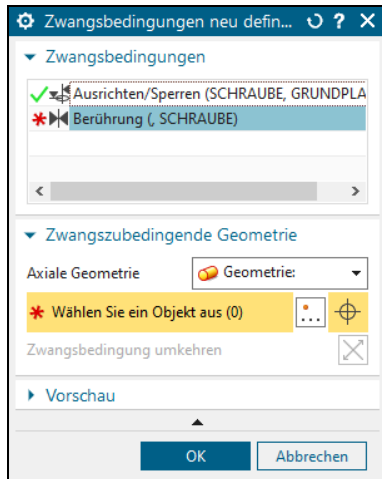 Zwangsbedingungen neu defin...
Zwangsbedingungen
Ausrichten/Sperren (SCHRAUBE, GRUNDPLA
Berührung (, SCHRAUBE)
Zwangszubedingende Geometrie
Axiale Geometrie Geometrie:
* Wählen Sie ein Objekt aus (0)
Zwangsbedingung umkehren
Vorschau
OK Abbrechen